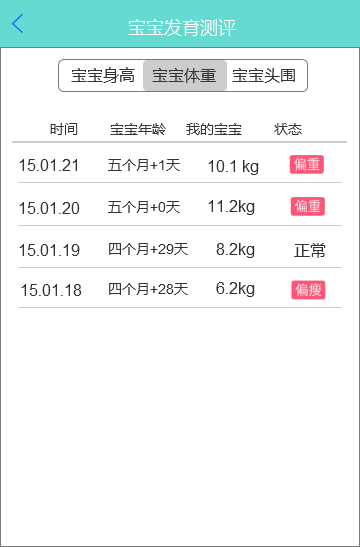 宝宝发育测评
宝宝身高 宝宝体重 宝宝头围
时间 宝宝年龄 我的宝宝 状态
15.01.21 五个月+1天 10.1 kg 偏重
15.01.20 五个月+0天 11.2kg 偏重
15.01.19 四个月+29天 8.2kg 正常
15.01.18 四个月+28天 6.2kg 偏瘦